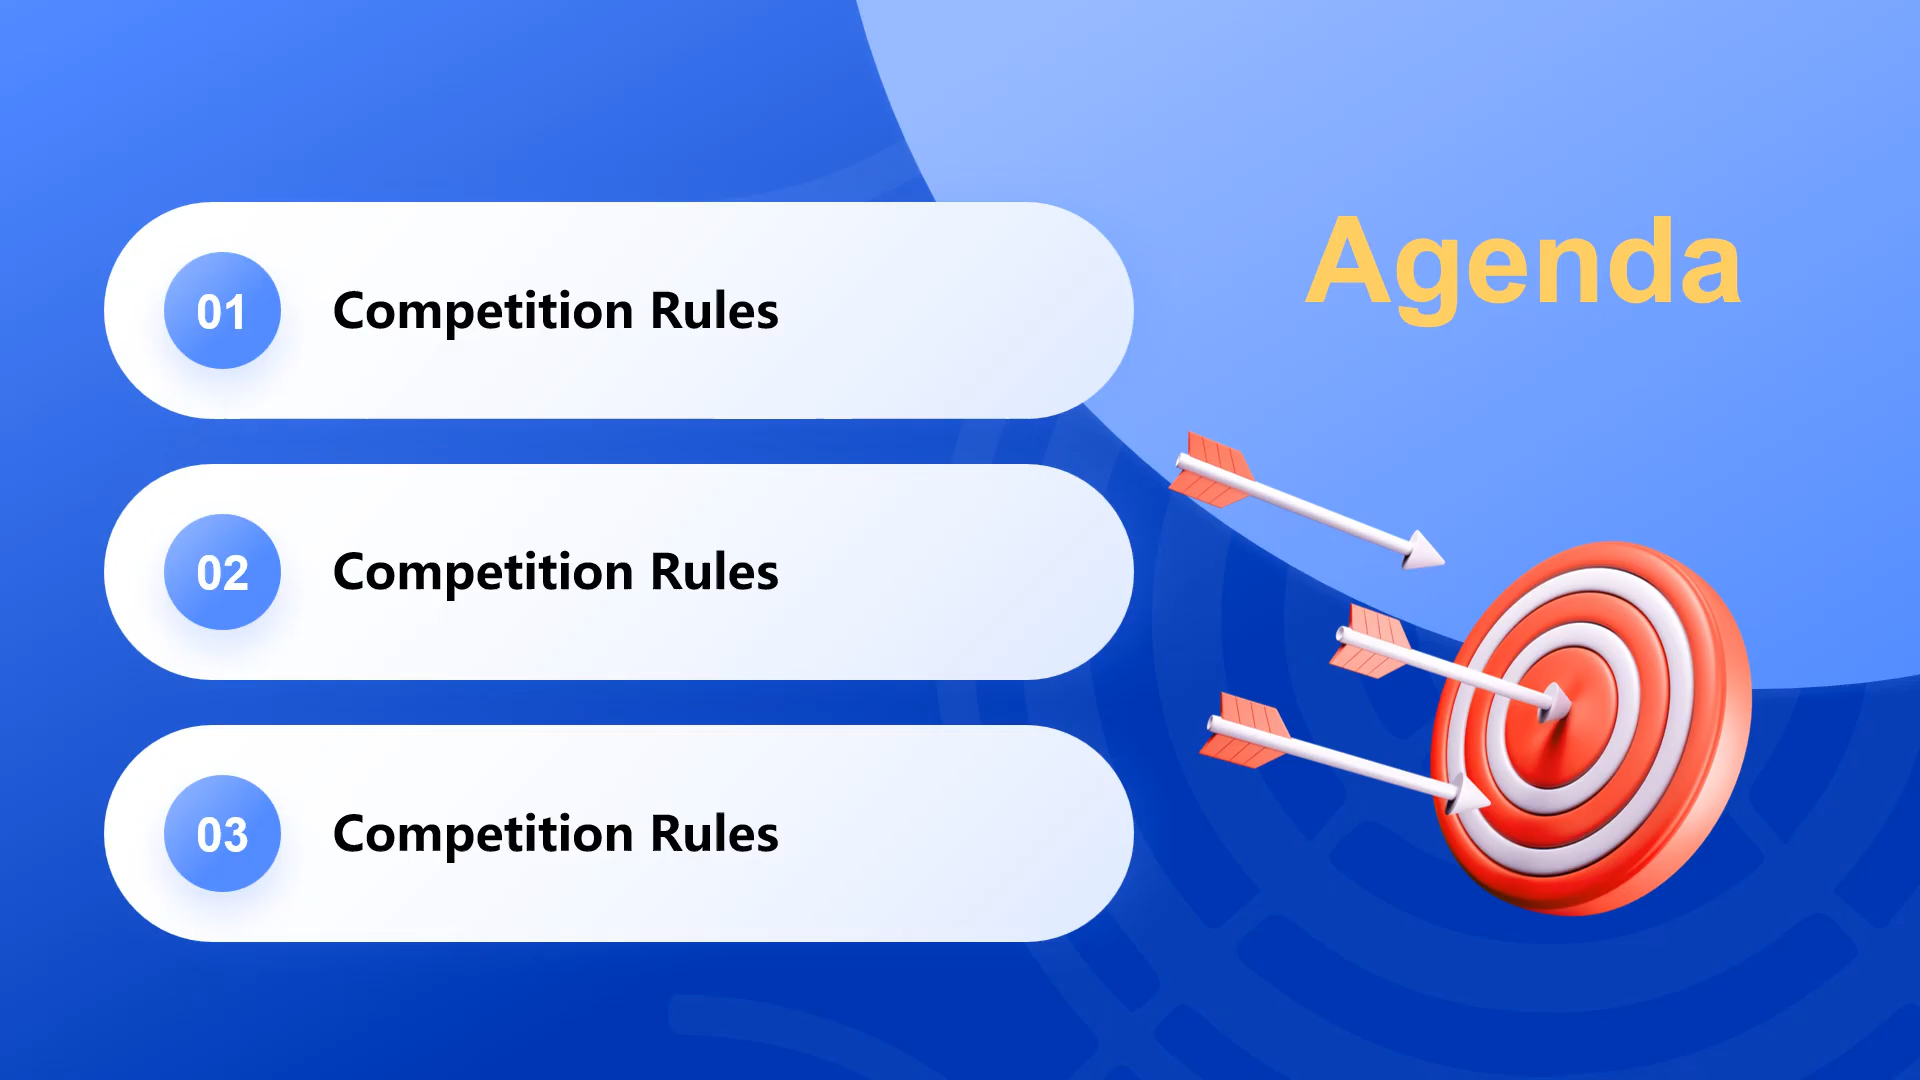 Agenda
01 Competition Rules
02 Competition Rules
03 Competition Rules